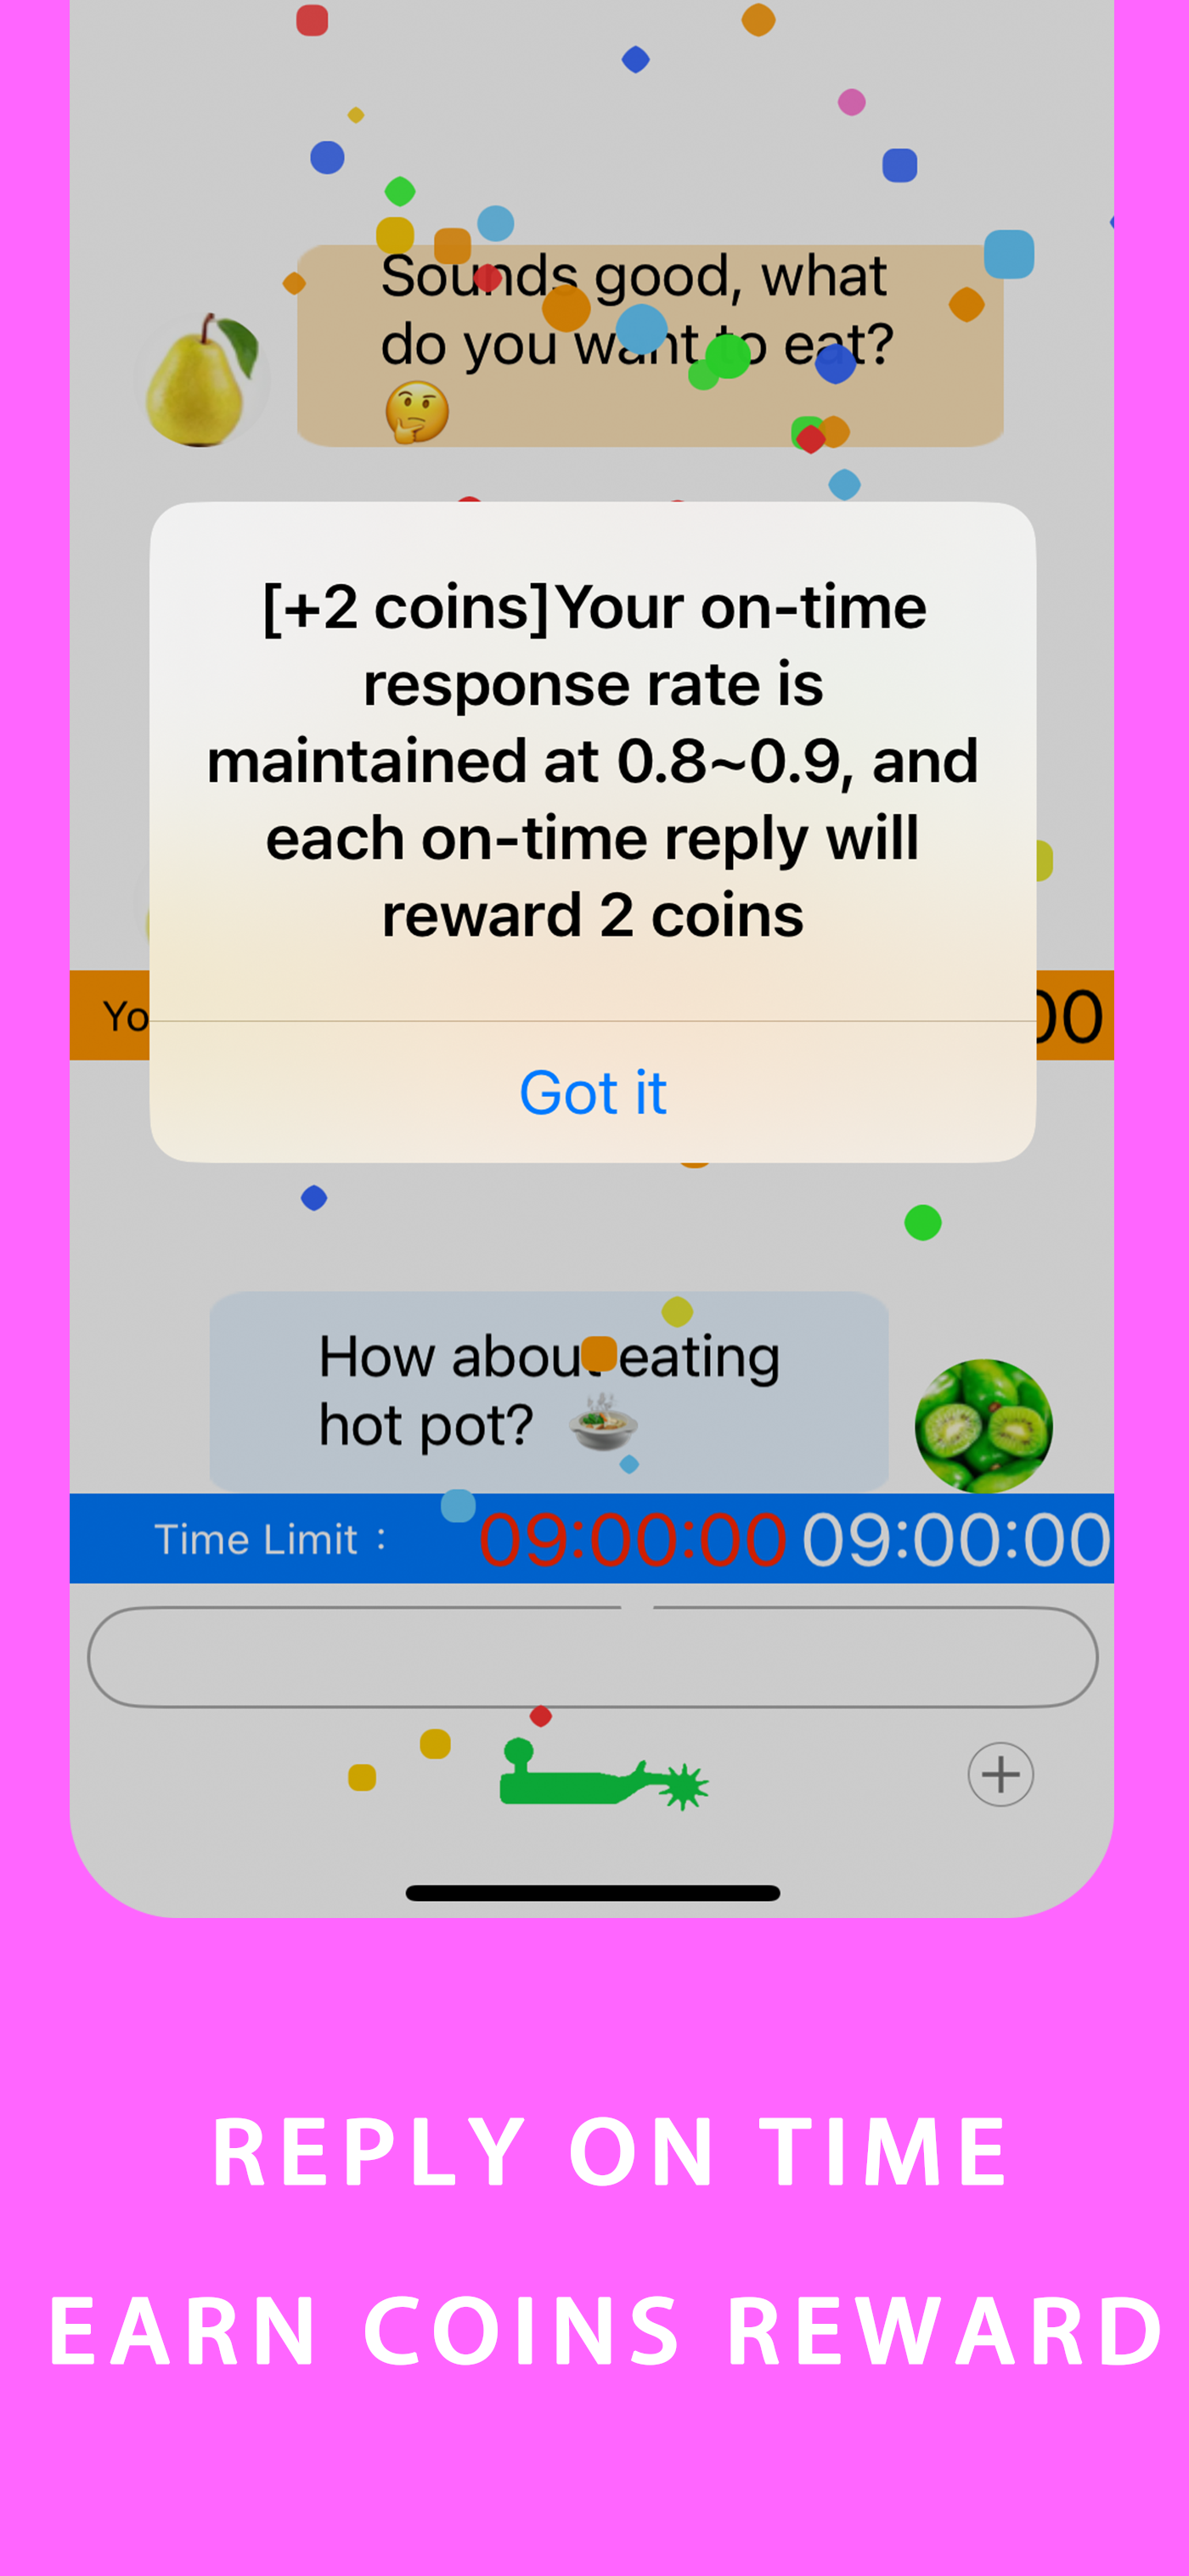 Sounds good, what
do you want to eat?
🤔
[+2 coins]Your on-time
response rate is
maintained at 0.8~0.9, and
each on-time reply will
reward 2 coins
Yo 00
Got it
How about eating
hot pot? 🍲
Time Limit : 09:00:00 09:00:00
REPLY ON TIME
EARN COINS REWARD